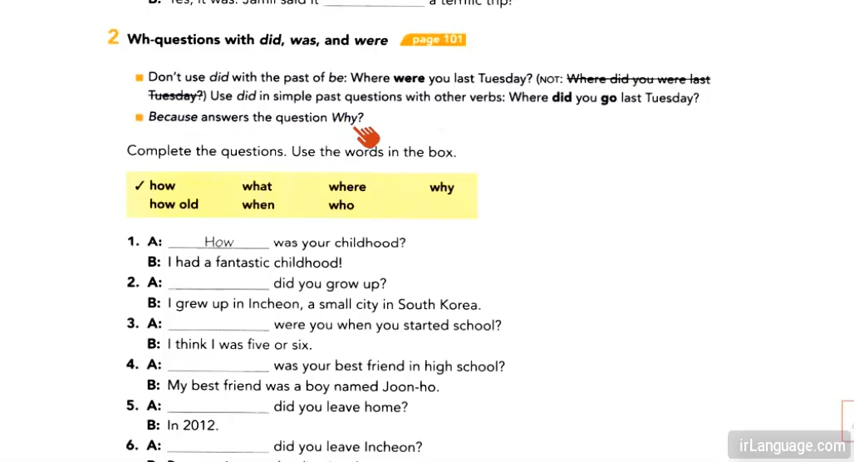 B: Yes, it was. Jamil said it ____________ a terrific trip!
2 Wh-questions with did, was, and were page 101
Don't use did with the past of be: Where were you last Tuesday? (NOT: Where did you were last
Tuesday?) Use did in simple past questions with other verbs: Where did you go last Tuesday?
Because answers the question Why?
Complete the questions. Use the words in the box.
✓ how what where why
how old when who
1. A: ____How____ was your childhood?
B: I had a fantastic childhood!
2. A: ____________ did you grow up?
B: I grew up in Incheon, a small city in South Korea.
3. A: ____________ were you when you started school?
B: I think I was five or six.
4. A: ____________ was your best friend in high school?
B: My best friend was a boy named Joon-ho.
5. A: ____________ did you leave home?
B: In 2012.
6. A: ____________ did you leave Incheon?
irLanguage.com